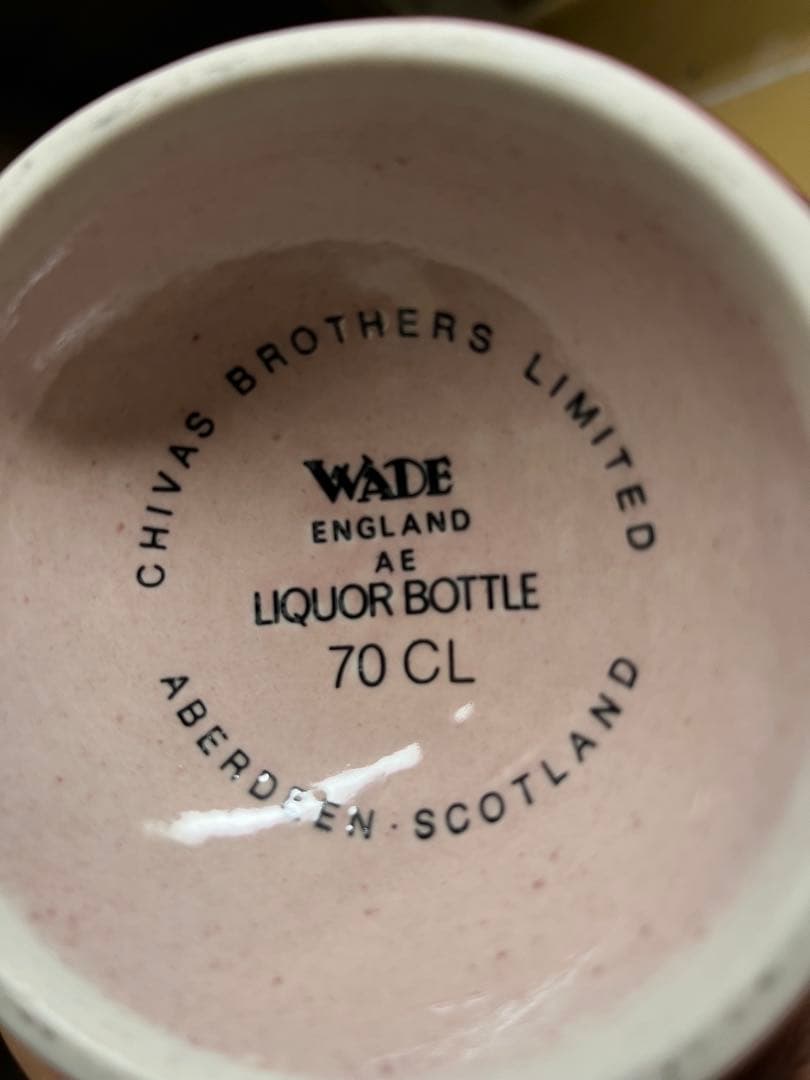 CHIVAS BROTHERS LIMITED
WADE
ENGLAND
AE
LIQUOR BOTTLE
70 CL
ABERDEEN · SCOTLAND